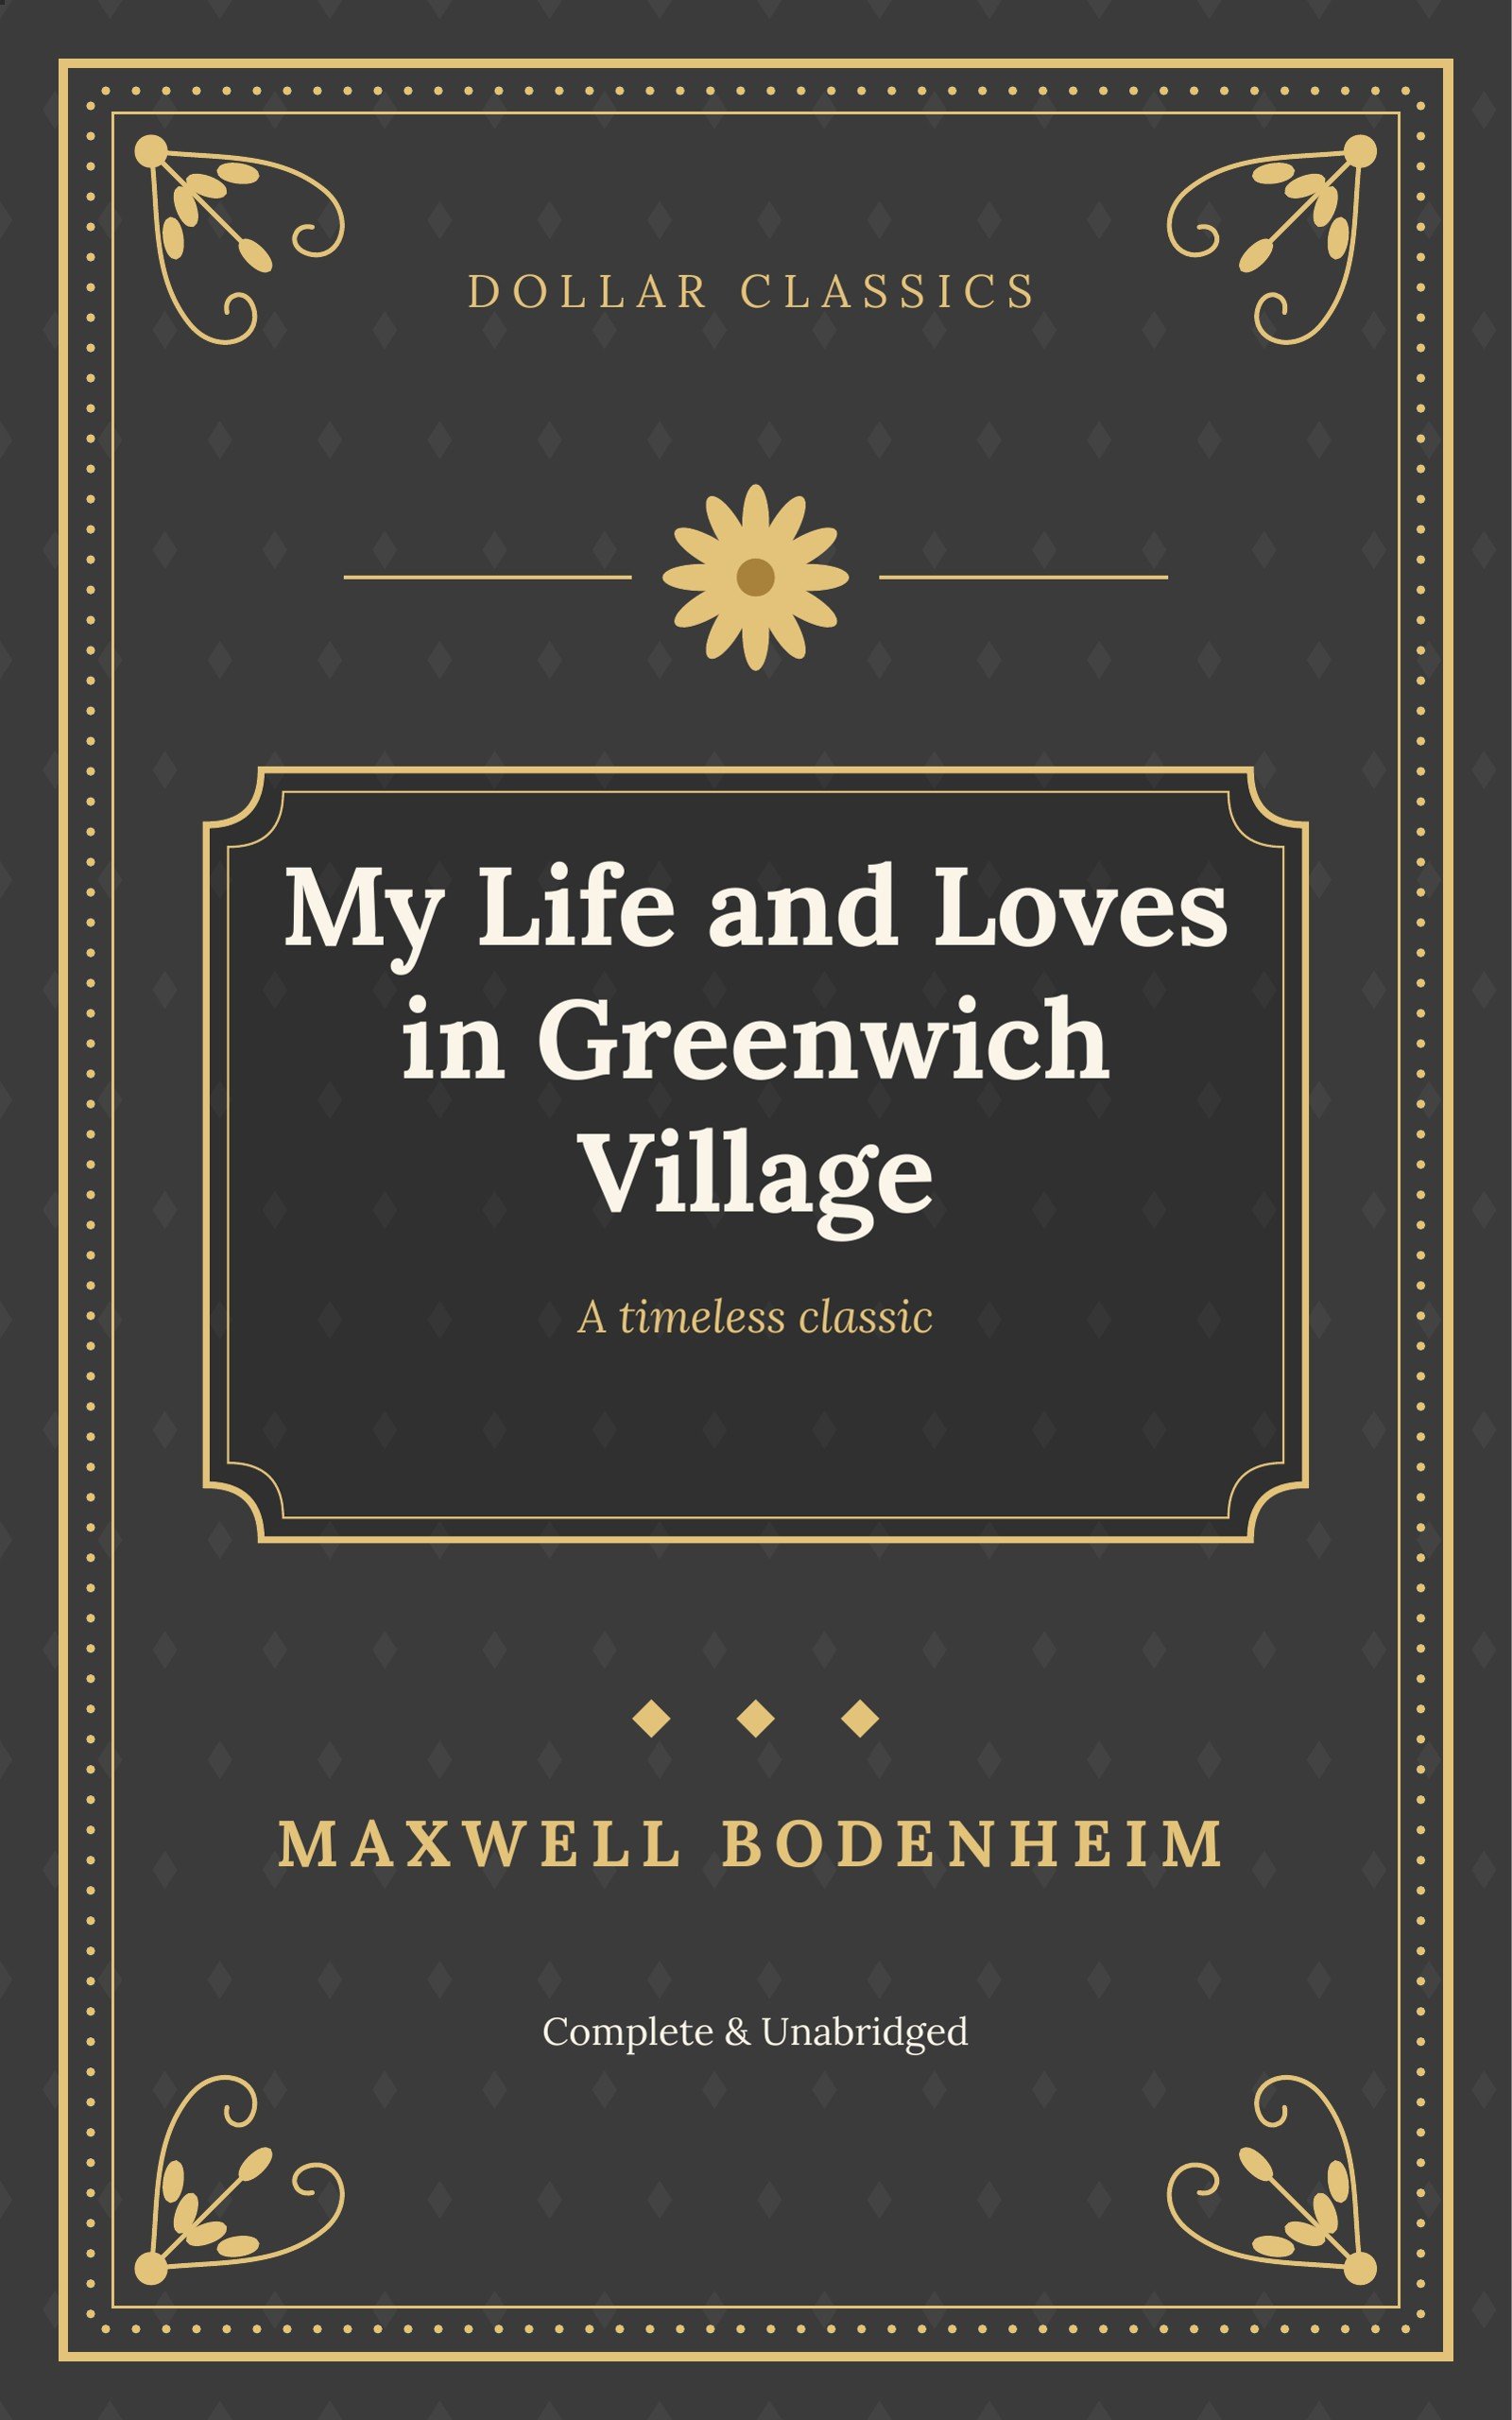 DOLLAR CLASSICS
My Life and Loves
in Greenwich
Village
A timeless classic
MAXWELL BODENHEIM
Complete & Unabridged